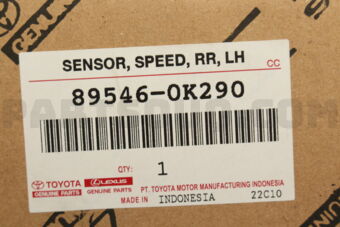 SENSOR, SPEED, RR, LH
CC
89546-0K290
QTY: 1
TOYOTA LEXUS
GENUINE PARTS GENUINE PARTS
PT. TOYOTA MOTOR MANUFACTURING INDONESIA
MADE IN INDONESIA 22C10